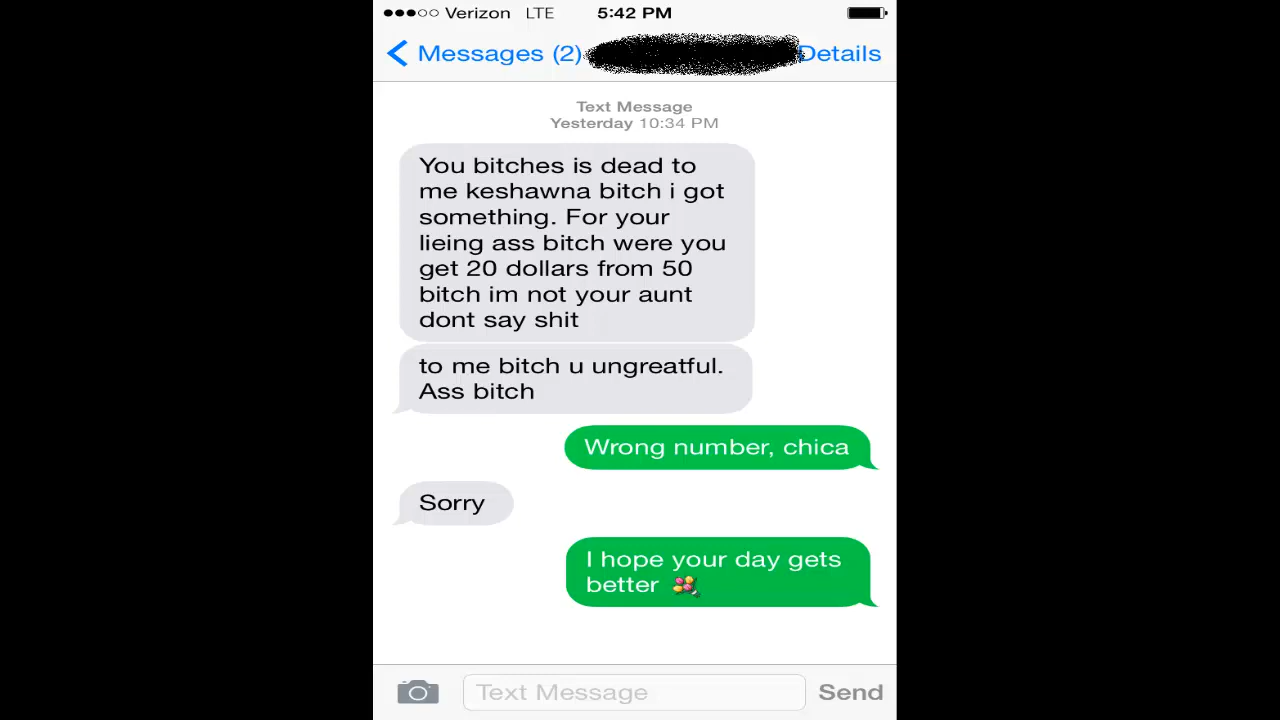 Verizon LTE 5:42 PM
Messages (2) Details
Text Message
Yesterday 10:34 PM
You bitches is dead to
me keshawna bitch i got
something. For your
lieing ass bitch were you
get 20 dollars from 50
bitch im not your aunt
dont say shit
to me bitch u ungreatful.
Ass bitch
Wrong number, chica
Sorry
I hope your day gets
better 💐
Text Message Send